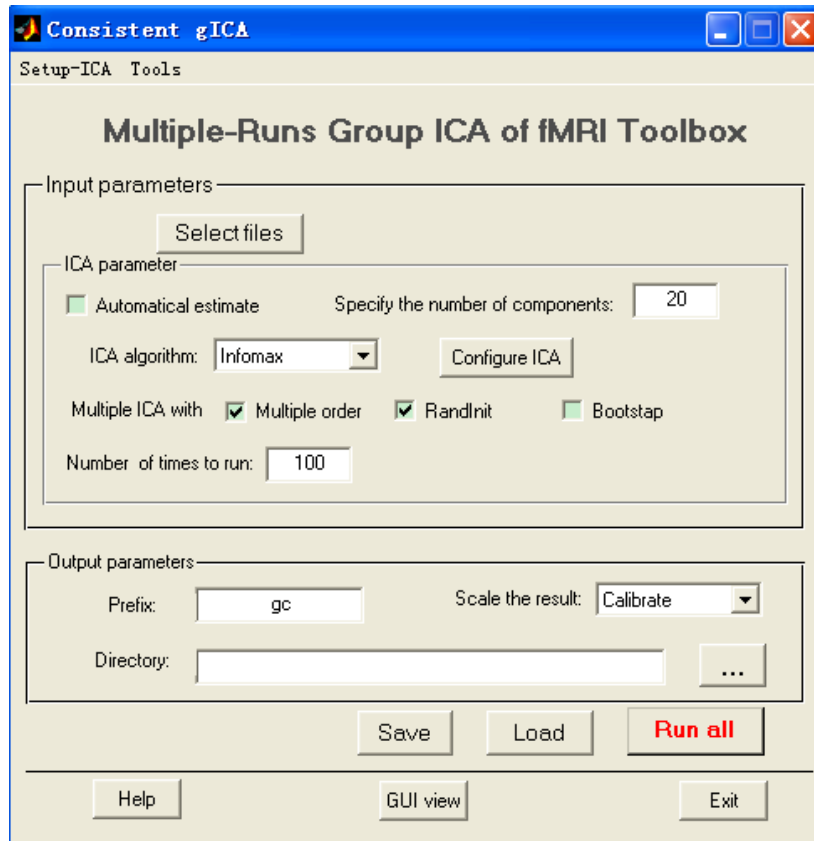 Consistent gICA
Setup-ICA Tools
Multiple-Runs Group ICA of fMRI Toolbox
Input parameters
Select files
ICA parameter
Automatical estimate Specify the number of components: 20
ICA algorithm: Infomax Configure ICA
Multiple ICA with Multiple order RandInit Bootstap
Number of times to run: 100
Output parameters
Prefix: gc Scale the result: Calibrate
Directory: ...
Save Load Run all
Help GUI view Exit